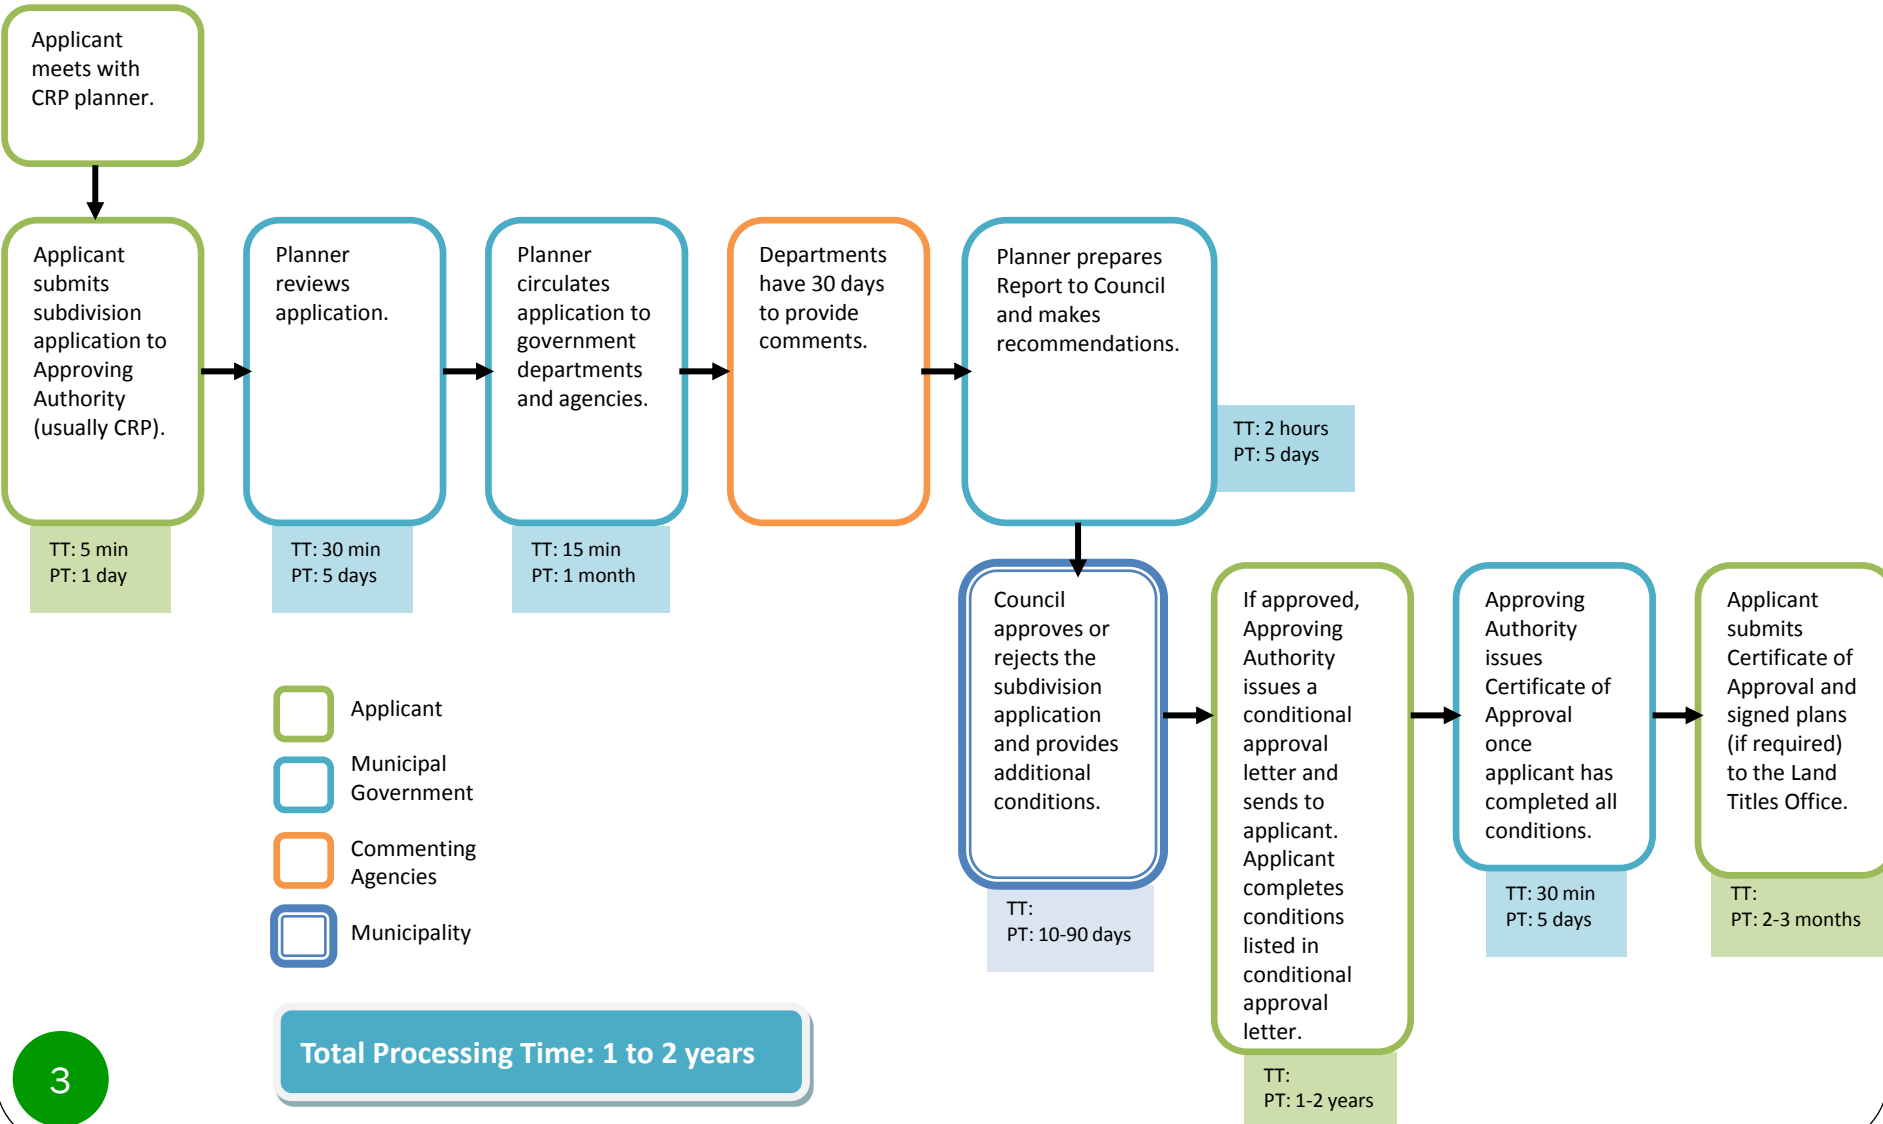 Applicant
meets with
CRP planner.
Applicant
submits
subdivision
application to
Approving
Authority
(usually CRP).
TT: 5 min
PT: 1 day
Planner
reviews
application.
TT: 30 min
PT: 5 days
Planner
circulates
application to
government
departments
and agencies.
TT: 15 min
PT: 1 month
Departments
have 30 days
to provide
comments.
Planner prepares
Report to Council
and makes
recommendations.
TT: 2 hours
PT: 5 days
Council
approves or
rejects the
subdivision
application
and provides
additional
conditions.
TT:
PT: 10-90 days
If approved,
Approving
Authority
issues a
conditional
approval
letter and
sends to
applicant.
Applicant
completes
conditions
listed in
conditional
approval
letter.
TT:
PT: 1-2 years
Approving
Authority
issues
Certificate of
Approval
once
applicant has
completed all
conditions.
TT: 30 min
PT: 5 days
Applicant
submits
Certificate of
Approval and
signed plans
(if required)
to the Land
Titles Office.
TT:
PT: 2-3 months
Applicant
Municipal
Government
Commenting
Agencies
Municipality
Total Processing Time: 1 to 2 years
3